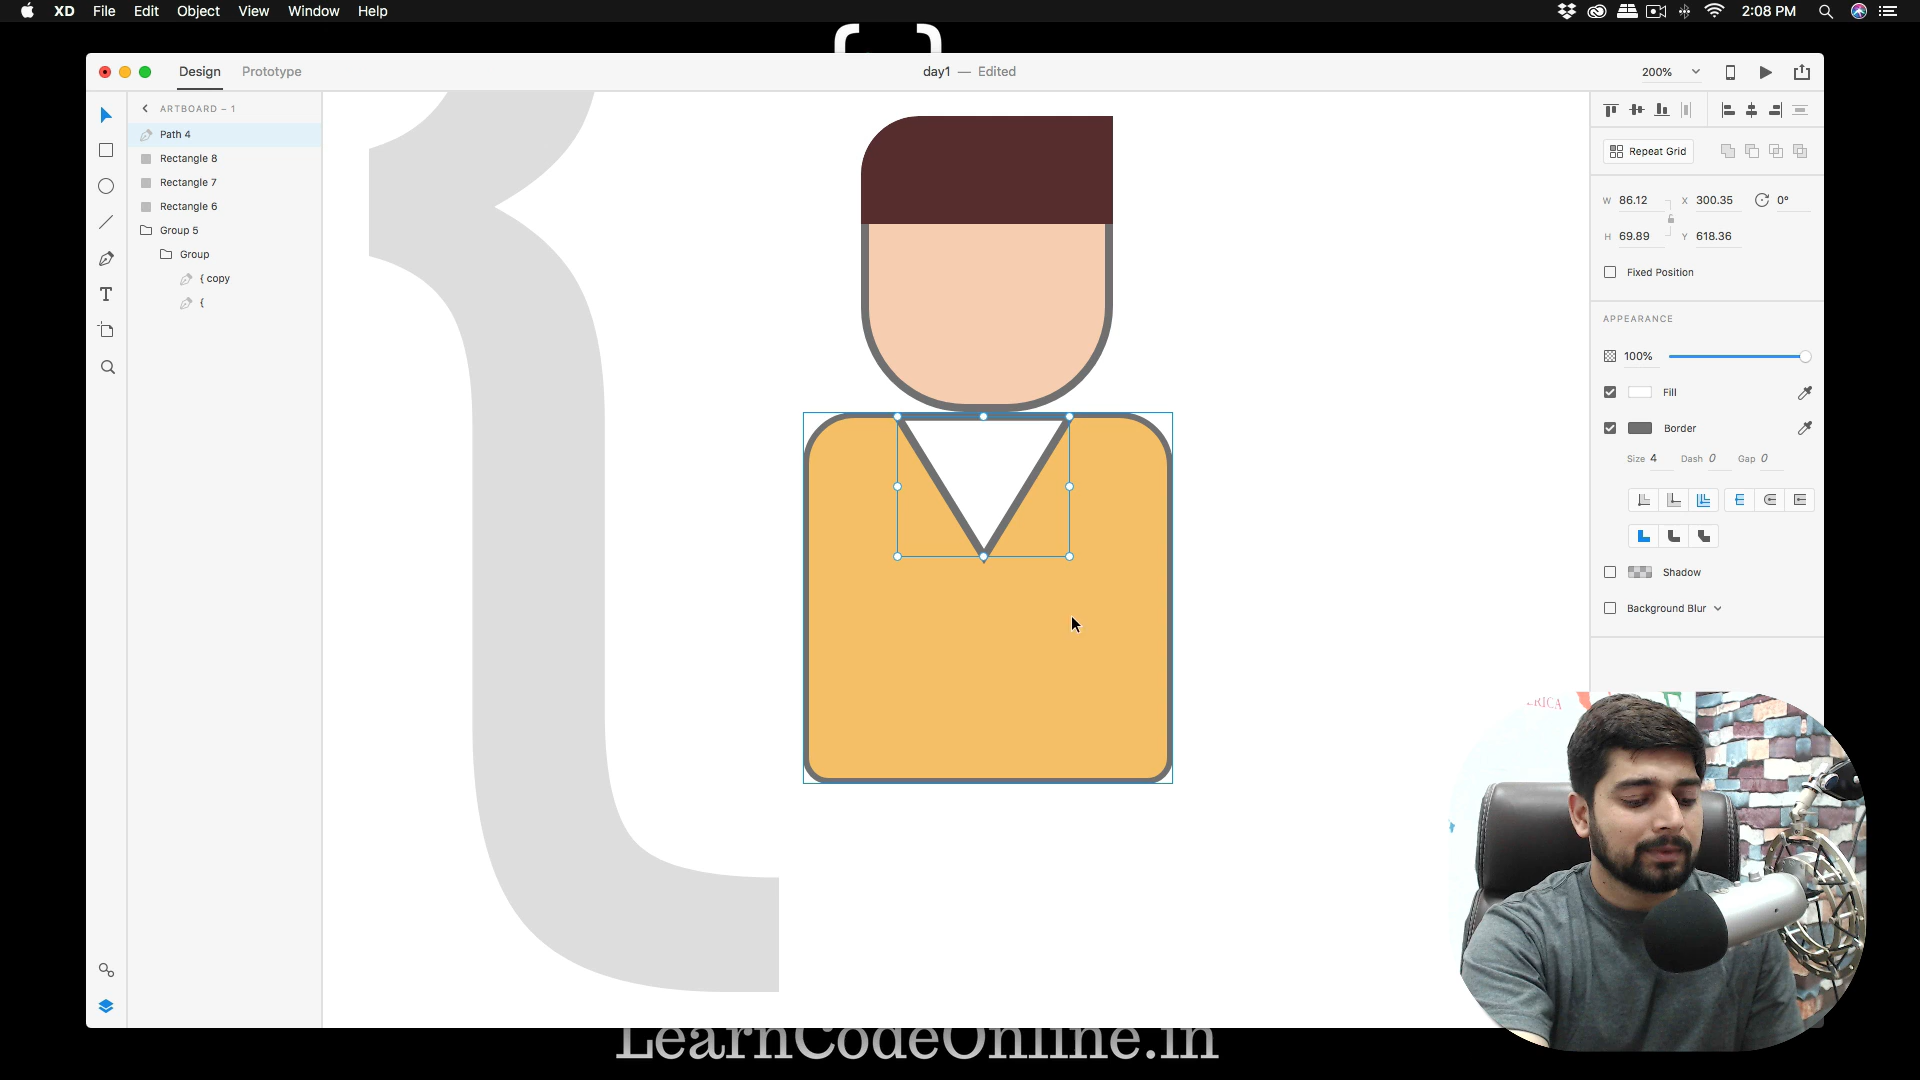 XD File Edit Object View Window Help 2:08 PM
{ }
Design Prototype day1 — Edited 200%
ARTBOARD – 1
Path 4
Rectangle 8
Rectangle 7
Rectangle 6
Group 5
Group
{ copy
{
Repeat Grid
W 86.12 X 300.35 0°
H 69.89 Y 618.36
Fixed Position
APPEARANCE
100%
Fill
Border
Size 4 Dash 0 Gap 0
Shadow
Background Blur
ERICA
LearnCodeOnline.in